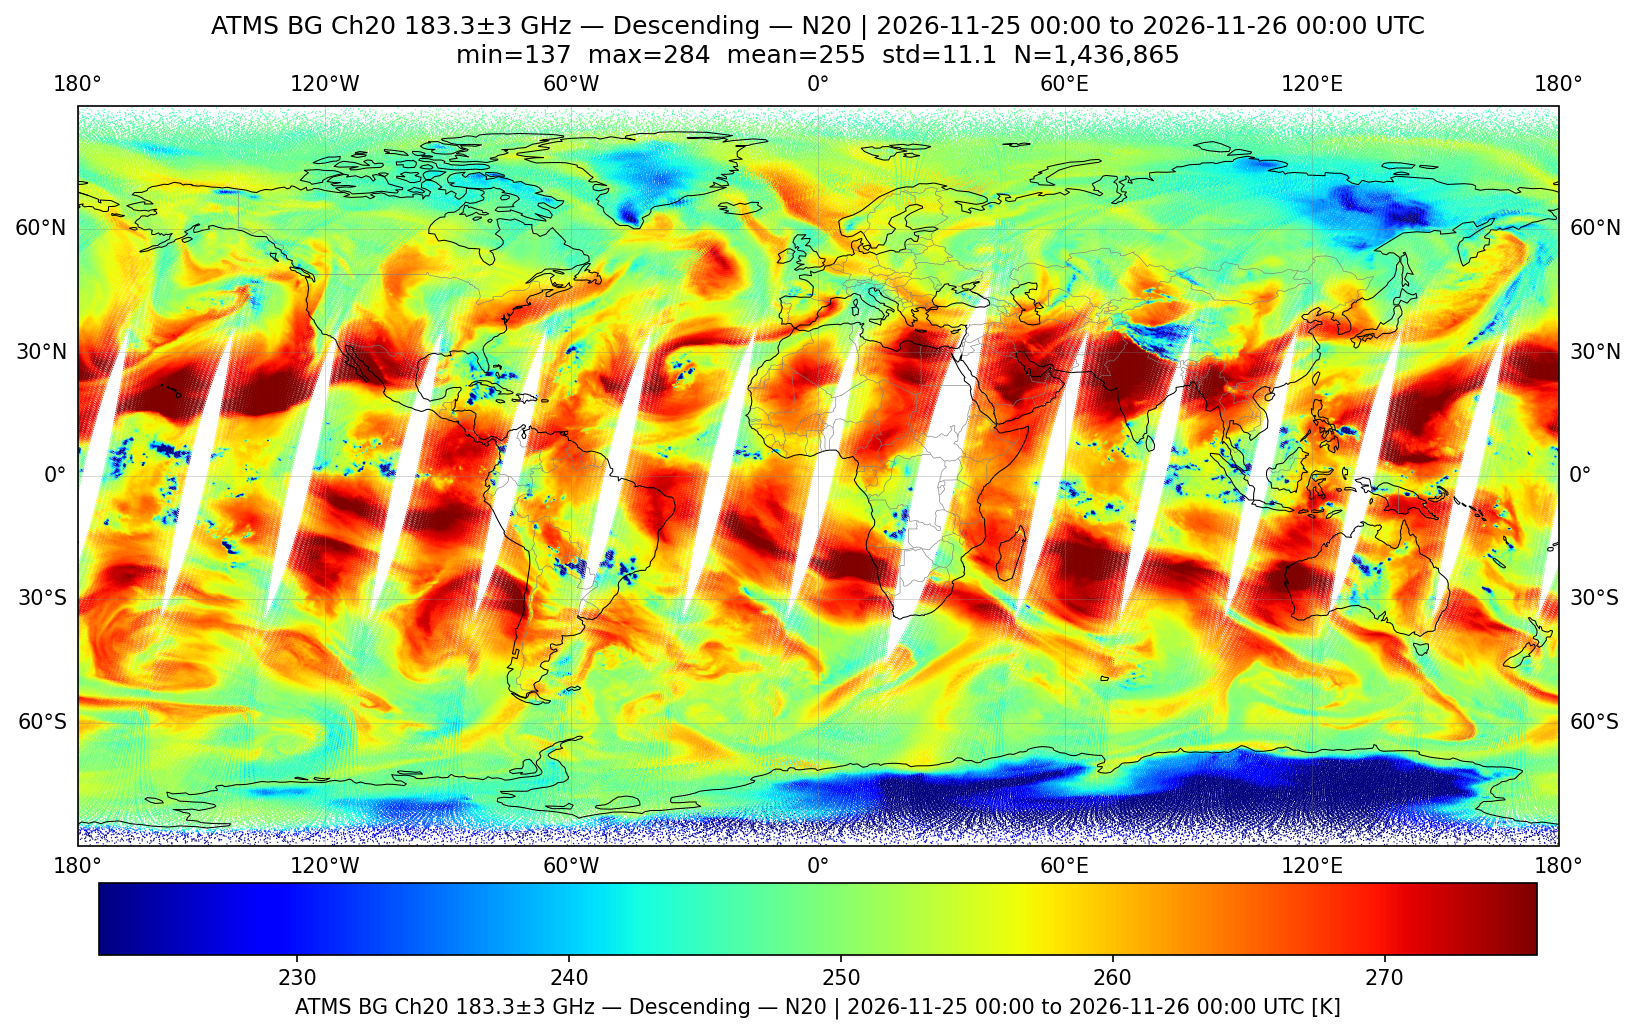 ATMS BG Ch20 183.3±3 GHz — Descending — N20 | 2026-11-25 00:00 to 2026-11-26 00:00 UTC
min=137 max=284 mean=255 std=11.1 N=1,436,865
180° 120°W 60°W 0° 60°E 120°E 180°
60°N 60°N
30°N 30°N
0° 0°
30°S 30°S
60°S 60°S
180° 120°W 60°W 0° 60°E 120°E 180°
230 240 250 260 270
ATMS BG Ch20 183.3±3 GHz — Descending — N20 | 2026-11-25 00:00 to 2026-11-26 00:00 UTC [K]